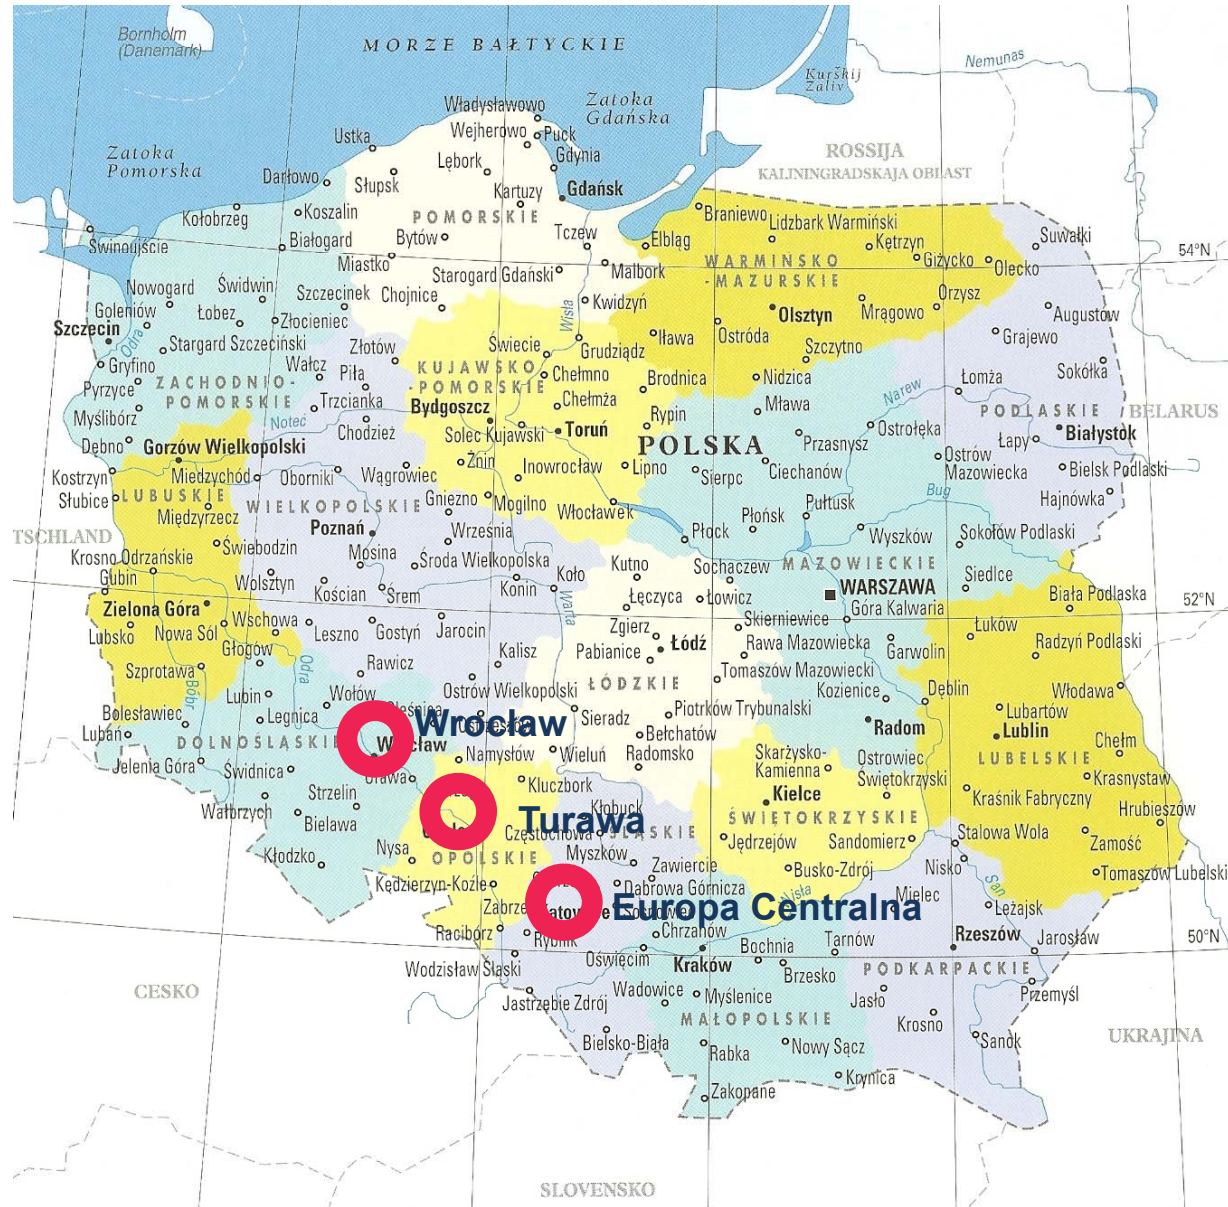 Bornholm
(Danemark)
MORZE BAŁTYCKIE
Nemunas
Kurškij
Zaliv
Zatoka
Gdańska
Władysławowo
Wejherowo
Puck
Ustka
Lębork
Gdynia
ROSSIJA
KALININGRADSKAJA OBLAST
Zatoka
Pomorska
Darłowo
Słupsk
Kartuzy
Gdańsk
Kołobrzeg
Koszalin
POMORSKIE
Braniewo
Lidzbark Warmiński
Świnoujście
Białogard
Bytów
Tczew
Elbląg
Kętrzyn
Suwałki
54°N
Miastko
Starogard Gdański
Malbork
WARMIŃSKO
-MAZURSKIE
Giżycko
Olecko
Nowogard
Świdwin
Szczecinek
Chojnice
Kwidzyń
Orzysz
Goleniów
Łobez
Złocieniec
Wisła
Olsztyn
Mrągowo
Augustów
Szczecin
Odra
Stargard Szczeciński
Złotów
Świecie
Grudziądz
Iława
Ostróda
Szczytno
Grajewo
Gryfino
Wałcz
Piła
KUJAWSKO
-POMORSKIE
Chełmno
Brodnica
Nidzica
Łomża
Sokółka
Pyrzyce
ZACHODNIO-
POMORSKIE
Trzcianka
Bydgoszcz
Chełmża
Rypin
Mława
Narew
PODLASKIE
BELARUS
Myślibórz
Notec
Chodzież
Solec Kujawski
Toruń
POLSKA
Przasnysz
Ostrołęka
Łapy
Białystok
Dębno
Gorzów Wielkopolski
Żnin
Inowrocław
Lipno
Sierpc
Ciechanów
Ostrów
Mazowiecka
Bielsk Podlaski
Kostrzyn
Miedzychód
Oborniki
Wągrowiec
Słubice
LUBUSKIE
WIELKOPOLSKIE
Gniezno
Mogilno
Włocławek
Pułtusk
Bug
Hajnówka
Międzyrzecz
Poznań
Września
Płock
Płońsk
Wyszków
Sokołów Podlaski
TSCHLAND
Świebodzin
Mosina
Środa Wielkopolska
Kutno
Sochaczew
MAZOWIECKIE
Krosno Odrzańskie
Gubin
Wolsztyn
Kościan
Śrem
Konin
Koło
Warta
Łęczyca
Łowicz
WARSZAWA
Siedlce
Biała Podlaska
52°N
Zielona Góra
Góra Kalwaria
Lubsko
Nowa Sól
Wschowa
Leszno
Gostyń
Jarocin
Zgierz
Skierniewice
Łuków
Głogów
Kalisz
Pabianice
Łódź
Rawa Mazowiecka
Garwolin
Radzyń Podlaski
Szprotawa
Odra
Rawicz
Tomaszów Mazowiecki
Bóbr
Lubin
Wołów
Ostrów Wielkopolski
ŁÓDZKIE
Kozienice
Dęblin
Włodawa
Bolesławiec
Legnica
Wrocław
Sieradz
Piotrków Trybunalski
Lubartów
Lubań
DOLNOŚLĄSKIE
Bełchatów
Radom
Lublin
Jelenia Góra
Świdnica
Namysłów
Wieluń
Radomsko
Skarżysko-
Kamienna
Ostrowiec
Świętokrzyski
LUBELSKIE
Chełm
Wałbrzych
Strzelin
Kluczbork
Kielce
Krasnystaw
Kraśnik Fabryczny
Bielawa
Kłobuck
Turawa
Częstochowa
ŚLĄSKIE
ŚWIĘTOKRZYSKIE
Hrubieszów
Kłodzko
Nysa
OPOLSKIE
Myszków
Jędrzejów
Sandomierz
Stalowa Wola
Zamość
Kędzierzyn-Koźle
Zawiercie
Busko-Zdrój
Nisko
Tomaszów Lubelski
Dąbrowa Górnicza
Mielec
San
Europa Centralna
Leżajsk
Racibórz
Rybnik
Chrzanów
Wisła
Bochnia
Tarnów
Rzeszów
Jarosław
50°N
Wodzisław Śląski
Oświęcim
Kraków
Brzesko
PODKARPACKIE
CESKO
Jastrzębie Zdrój
Wadowice
Myślenice
Jasło
Przemyśl
MAŁOPOLSKIE
Krosno
UKRAJINA
Bielsko-Biała
Rabka
Nowy Sącz
Sanok
Krynica
Zakopane
SLOVENSKO